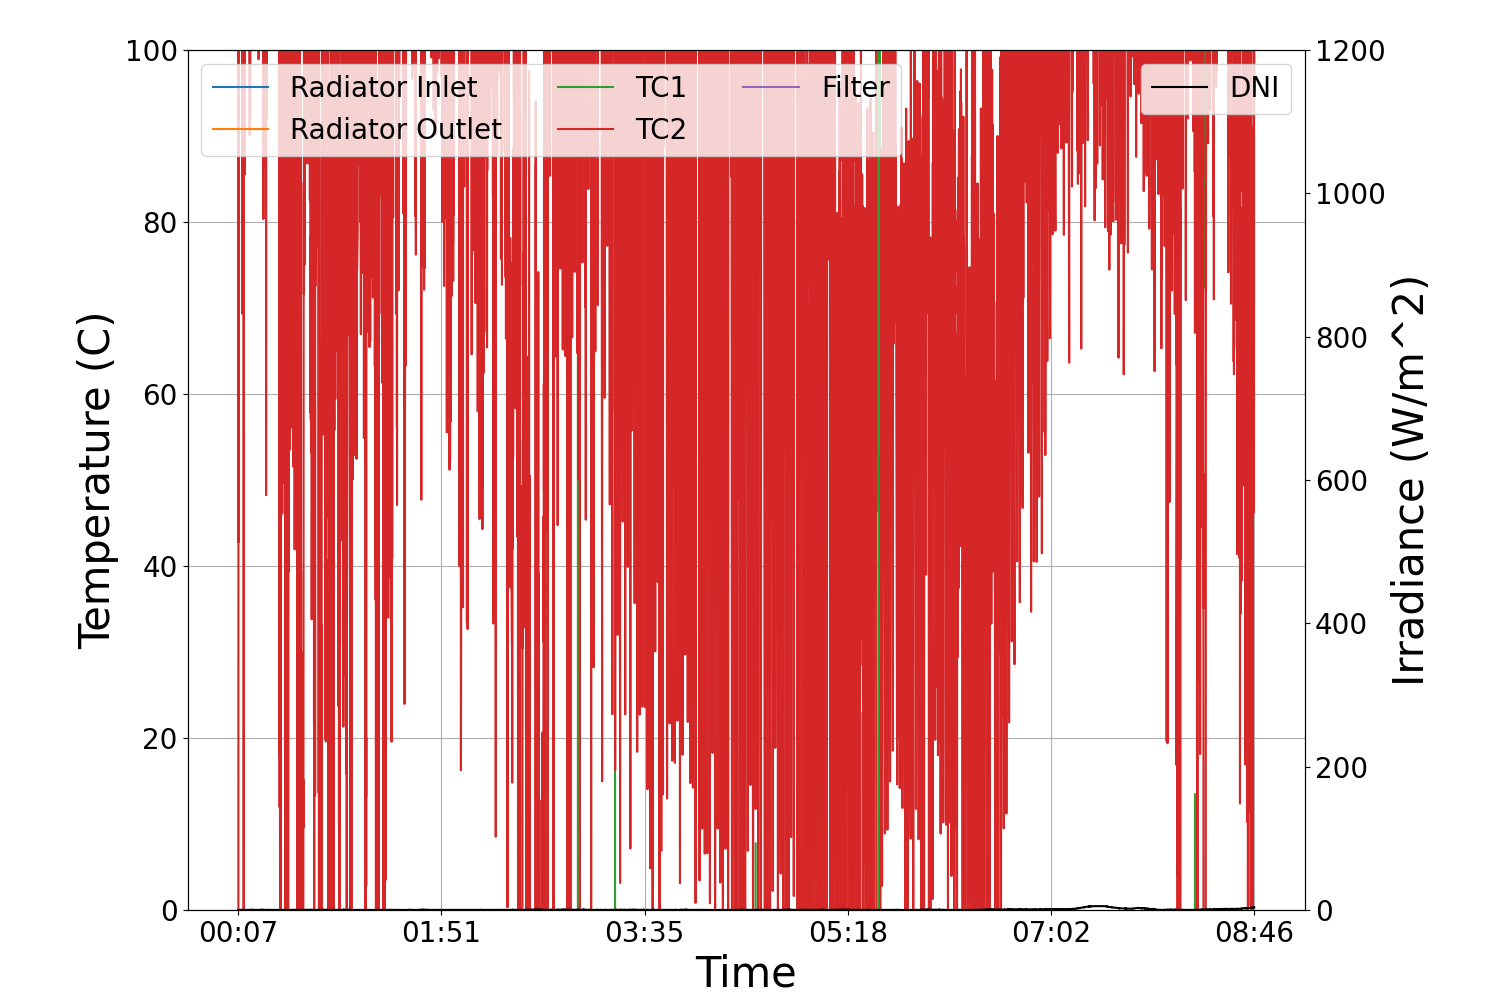 100
80
60
40
20
0
Temperature (C)
Radiator Inlet
Radiator Outlet
TC1
TC2
Filter
DNI
1200
1000
800
600
400
200
0
Irradiance (W/m^2)
00:07 01:51 03:35 05:18 07:02 08:46
Time